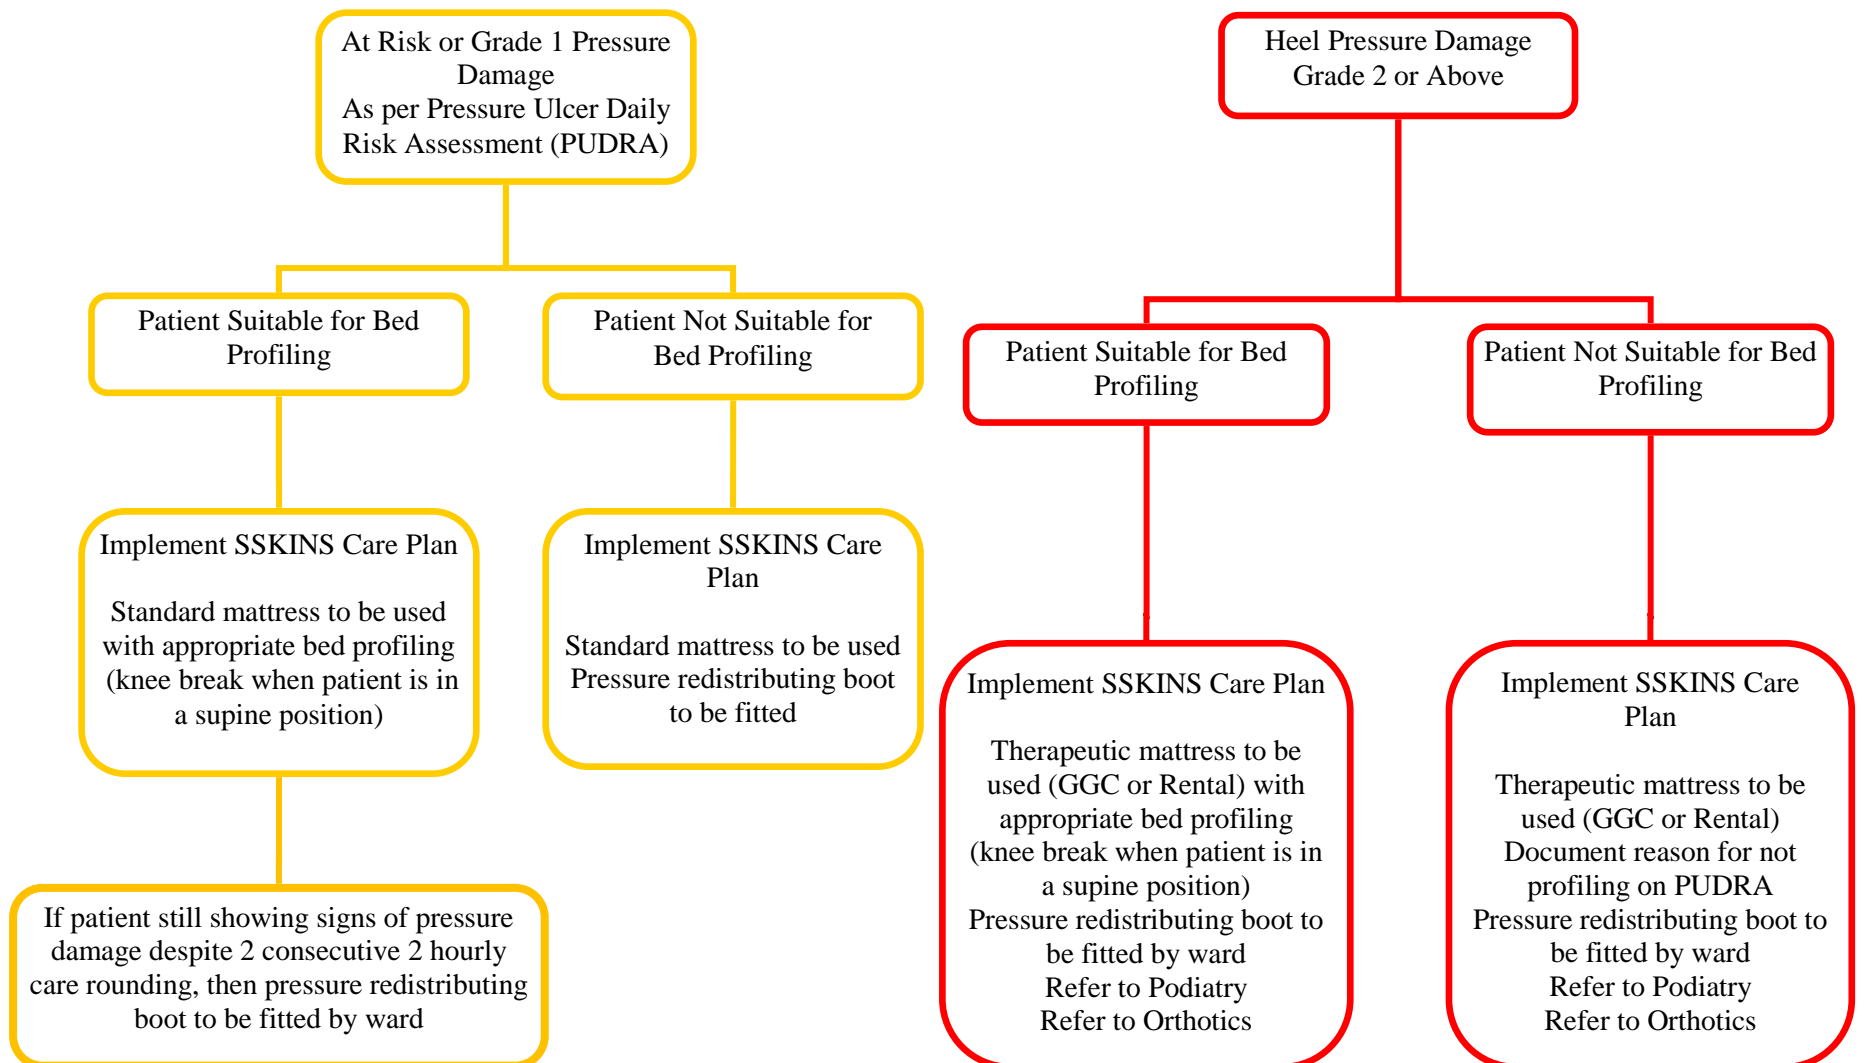 At Risk or Grade 1 Pressure
Damage
As per Pressure Ulcer Daily
Risk Assessment (PUDRA)
Patient Suitable for Bed
Profiling
Patient Not Suitable for
Bed Profiling
Implement SSKINS Care Plan
Standard mattress to be used
with appropriate bed profiling
(knee break when patient is in
a supine position)
Implement SSKINS Care
Plan
Standard mattress to be used
Pressure redistributing boot
to be fitted
If patient still showing signs of pressure
damage despite 2 consecutive 2 hourly
care rounding, then pressure redistributing
boot to be fitted by ward
Heel Pressure Damage
Grade 2 or Above
Patient Suitable for Bed
Profiling
Patient Not Suitable for Bed
Profiling
Implement SSKINS Care Plan
Therapeutic mattress to be
used (GGC or Rental) with
appropriate bed profiling
(knee break when patient is in
a supine position)
Pressure redistributing boot to
be fitted by ward
Refer to Podiatry
Refer to Orthotics
Implement SSKINS Care
Plan
Therapeutic mattress to be
used (GGC or Rental)
Document reason for not
profiling on PUDRA
Pressure redistributing boot to
be fitted by ward
Refer to Podiatry
Refer to Orthotics